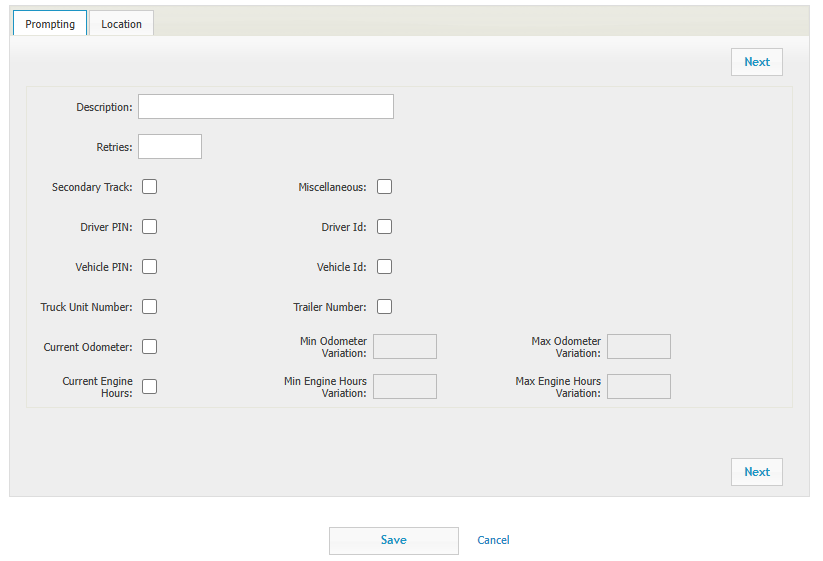 Prompting
Location
Next
Description:
Retries:
Secondary Track:
Miscellaneous:
Driver PIN:
Driver Id:
Vehicle PIN:
Vehicle Id:
Truck Unit Number:
Trailer Number:
Current Odometer:
Min Odometer
Variation:
Max Odometer
Variation:
Current Engine
Hours:
Min Engine Hours
Variation:
Max Engine Hours
Variation:
Next
Save
Cancel